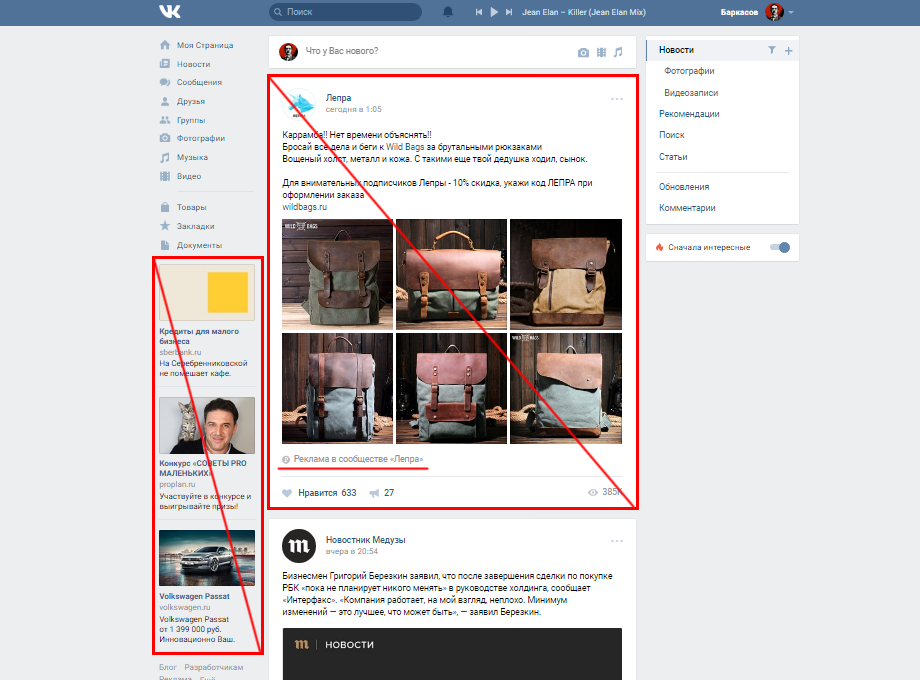 Поиск
Jean Elan – Killer (Jean Elan Mix)
Баркасов
Моя Страница
Новости
Сообщения
Друзья
Группы
Фотографии
Музыка
Видео
Товары
Закладки
Документы
Кредиты для малого
бизнеса
sberbank.ru
На Серебренниковской
не помешает кафе.
Конкурс «СОВЕТЫ PRO
МАЛЕНЬКИХ»
proplan.ru
Участвуйте в конкурсе и
выигрывайте призы!
Volkswagen Passat
volkswagen.ru
Volkswagen Passat
от 1 399 000 руб.
Инновационно Ваш.
Блог Разработчикам
Реклама Ещё
Что у Вас нового?
Лепра
сегодня в 1:05
Каррамба!! Нет времени объяснять!!
Бросай все дела и беги к Wild Bags за брутальными рюкзаками
Вощеный холст, металл и кожа. С такими еще твой дедушка ходил, сынок.
Для внимательных подписчиков Лепры - 10% скидка, укажи код ЛЕПРА при
оформлении заказа
wildbags.ru
WILD BAGS
WILD BAGS
Реклама в сообществе «Лепра»
Нравится 633 27 385K
Новостник Медузы
вчера в 20:54
Бизнесмен Григорий Березкин заявил, что после завершения сделки по покупке
РБК «пока не планирует никого менять» в руководстве холдинга, сообщает
«Интерфакс». «Компания работает, на мой взгляд, неплохо. Минимум
изменений — это лучшее, что может быть», — заявил Березкин.
m | НОВОСТИ
Новости
Фотографии
Видеозаписи
Рекомендации
Поиск
Статьи
Обновления
Комментарии
Сначала интересные